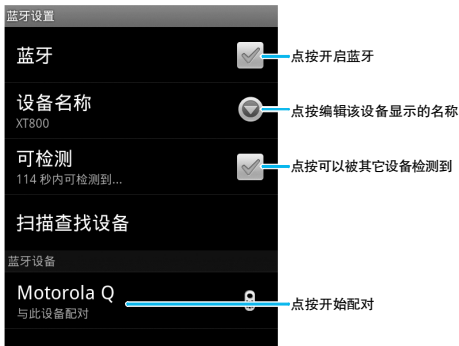 蓝牙设置
蓝牙
点按开启蓝牙
设备名称
XT800
点按编辑该设备显示的名称
可检测
114 秒内可检测到...
点按可以被其它设备检测到
扫描查找设备
蓝牙设备
Motorola Q
与此设备配对
点按开始配对